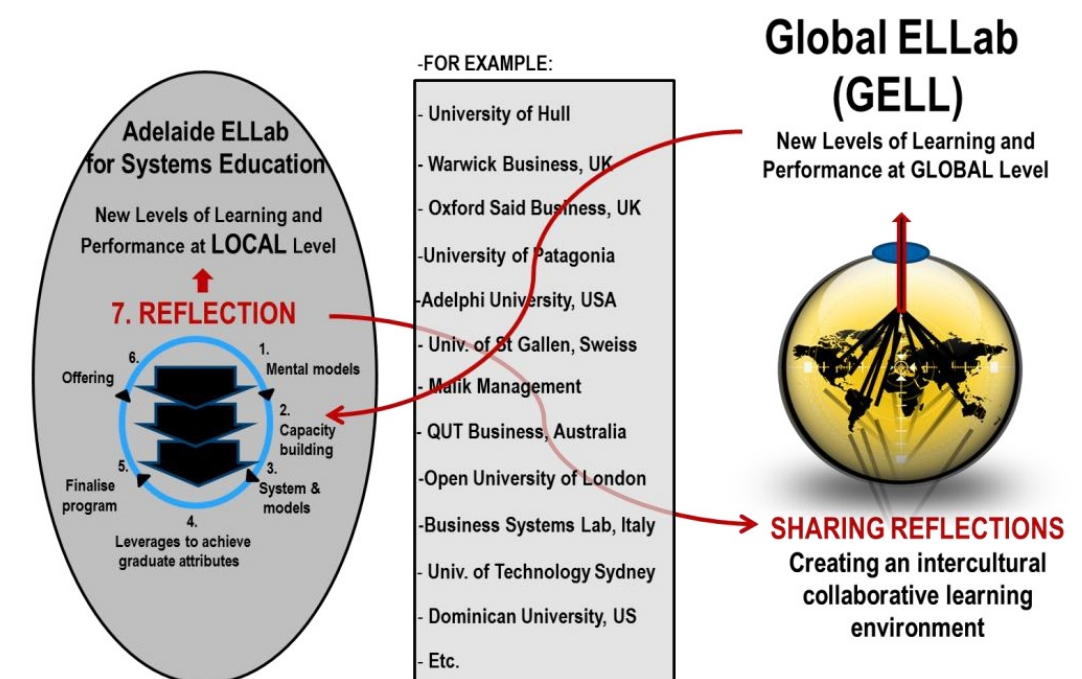 Adelaide ELLab
for Systems Education
New Levels of Learning and
Performance at LOCAL Level
7. REFLECTION
1.
Mental models
2.
Capacity
building
3.
System &
models
4.
Leverages to achieve
graduate attributes
5.
Finalise
program
6.
Offering
-FOR EXAMPLE:
- University of Hull
- Warwick Business, UK
- Oxford Said Business, UK
-University of Patagonia
-Adelphi University, USA
- Univ. of St Gallen, Sweiss
- Malik Management
- QUT Business, Australia
-Open University of London
-Business Systems Lab, Italy
- Univ. of Technology Sydney
- Dominican University, US
- Etc.
Global ELLab
(GELL)
New Levels of Learning and
Performance at GLOBAL Level
SHARING REFLECTIONS
Creating an intercultural
collaborative learning
environment